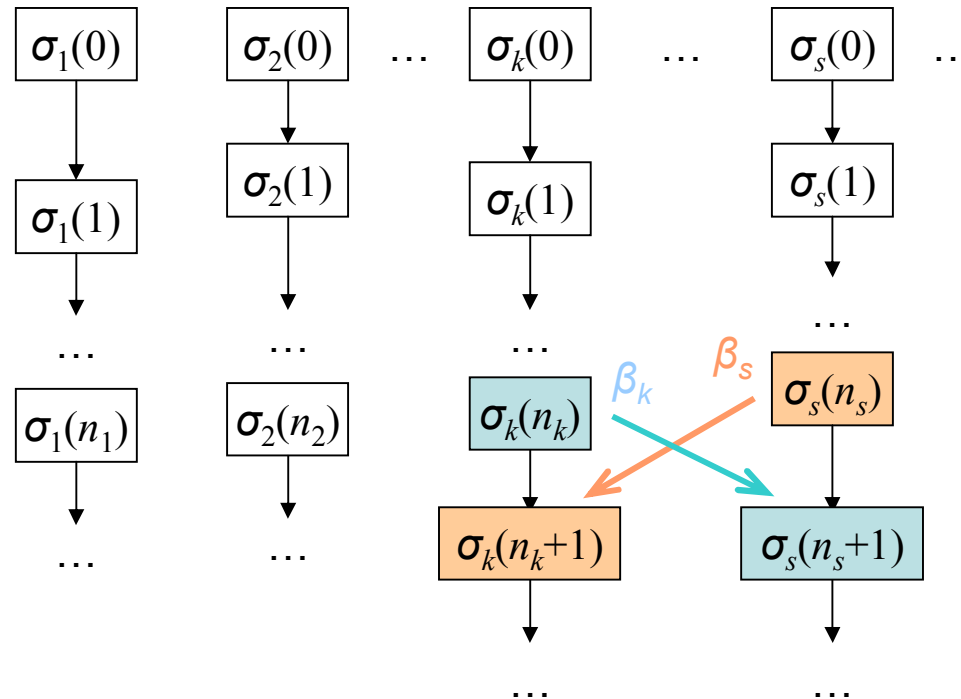 σ₁(0) σ₂(0) ... σₖ(0) ... σₛ(0) ..
σ₁(1) σ₂(1) σₖ(1) σₛ(1)
... ... ... ...
βₖ βₛ
σ₁(n₁) σ₂(n₂) σₖ(nₖ) σₛ(nₛ)
... ... σₖ(nₖ+1) σₛ(nₛ+1)
... ...